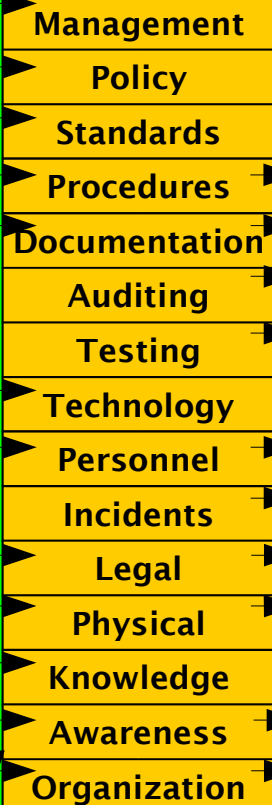 Management
Policy
Standards
Procedures
Documentation
Auditing
Testing
Technology
Personnel
Incidents
Legal
Physical
Knowledge
Awareness
Organization